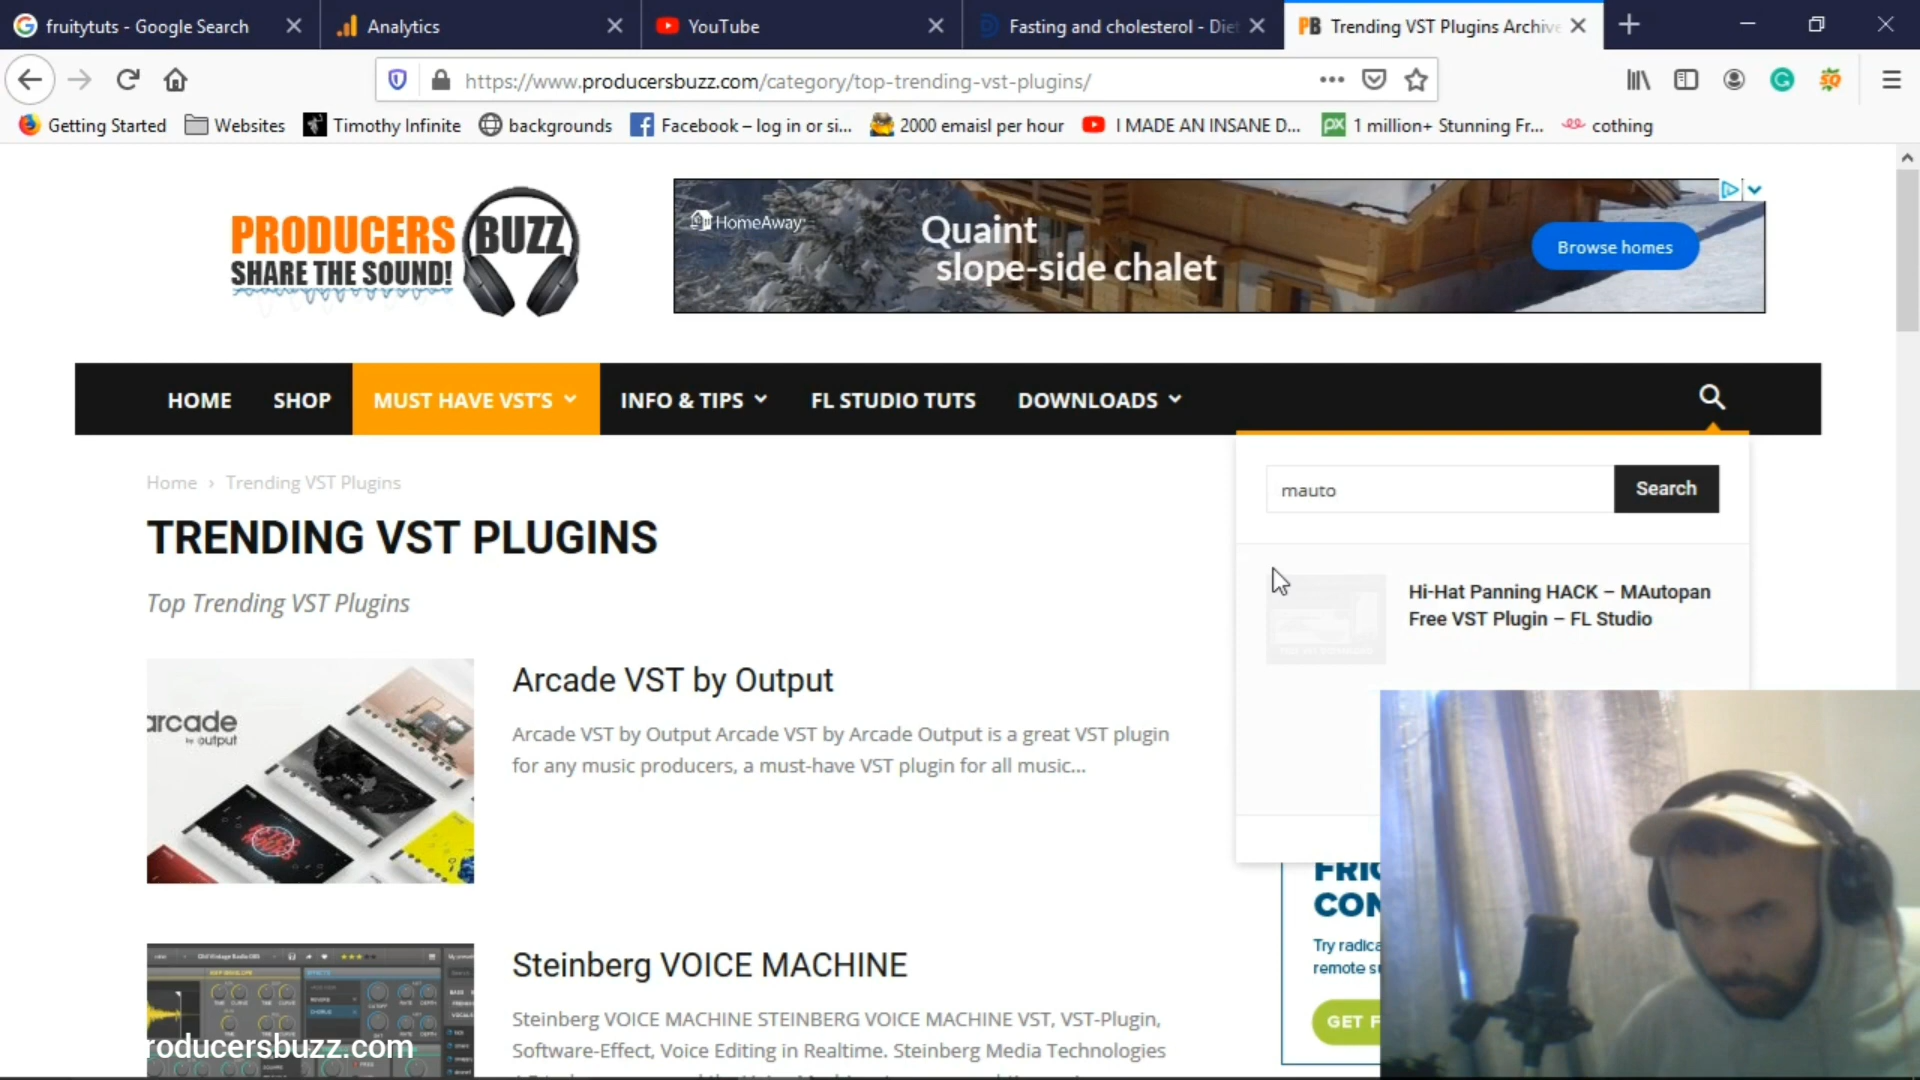 fruitytuts - Google Search
Analytics
YouTube
Fasting and cholesterol - Diet
Trending VST Plugins Archive
https://www.producersbuzz.com/category/top-trending-vst-plugins/
Getting Started
Websites
Timothy Infinite
backgrounds
Facebook – log in or si...
2000 emaisl per hour
I MADE AN INSANE D...
1 million+ Stunning Fr...
cothing
PRODUCERS BUZZ
SHARE THE SOUND!
HomeAway
Quaint
slope-side chalet
Browse homes
HOME
SHOP
MUST HAVE VST'S
INFO & TIPS
FL STUDIO TUTS
DOWNLOADS
mauto
Search
Home › Trending VST Plugins
TRENDING VST PLUGINS
Top Trending VST Plugins
Hi-Hat Panning HACK – MAutopan
Free VST Plugin – FL Studio
arcade
by output
Arcade VST by Output
Arcade VST by Output Arcade VST by Arcade Output is a great VST plugin
for any music producers, a must-have VST plugin for all music...
Steinberg VOICE MACHINE
Steinberg VOICE MACHINE STEINBERG VOICE MACHINE VST, VST-Plugin,
Software-Effect, Voice Editing in Realtime. Steinberg Media Technologies
FRIC
CON
Try radica
remote su
GET F
roducersbuzz.com